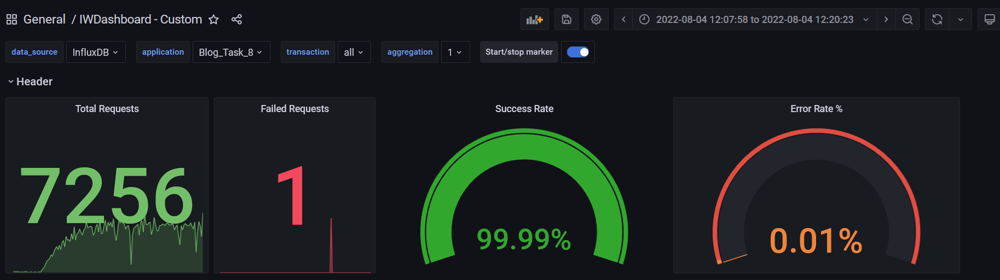 General / IWDashboard - Custom
2022-08-04 12:07:58 to 2022-08-04 12:20:23
data_source InfluxDB application Blog_Task_8 transaction all aggregation 1 Start/stop marker
Header
Total Requests
7256
Failed Requests
1
Success Rate
99.99%
Error Rate %
0.01%